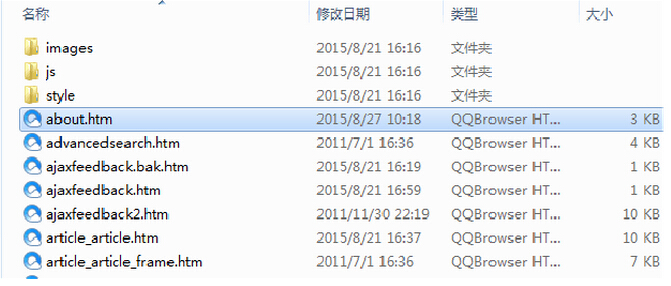 名称 修改日期 类型 大小
images 2015/8/21 16:16 文件夹
js 2015/8/21 16:16 文件夹
style 2015/8/21 16:16 文件夹
about.htm 2015/8/27 10:18 QQBrowser HT... 3 KB
advancedsearch.htm 2011/7/1 16:36 QQBrowser HT... 4 KB
ajaxfeedback.bak.htm 2015/8/21 16:19 QQBrowser HT... 1 KB
ajaxfeedback.htm 2015/8/21 16:59 QQBrowser HT... 1 KB
ajaxfeedback2.htm 2011/11/30 22:19 QQBrowser HT... 10 KB
article_article.htm 2015/8/21 16:37 QQBrowser HT... 10 KB
article_article_frame.htm 2011/7/1 16:36 QQBrowser HT... 7 KB